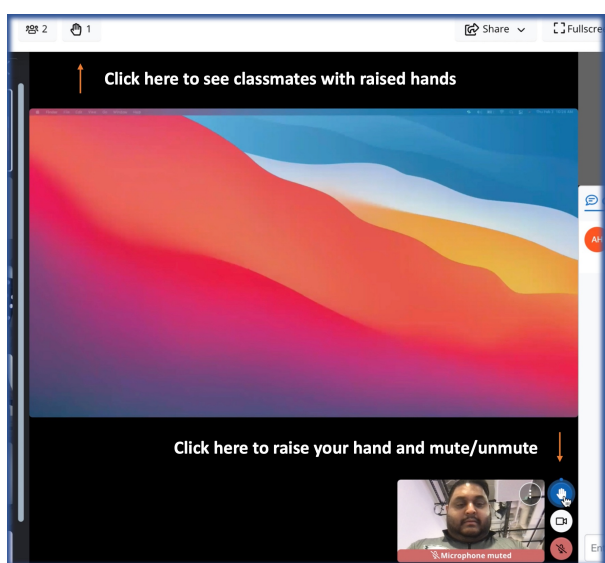 2
1
Share
Fullscre
Click here to see classmates with raised hands
AH
Click here to raise your hand and mute/unmute
Microphone muted
En